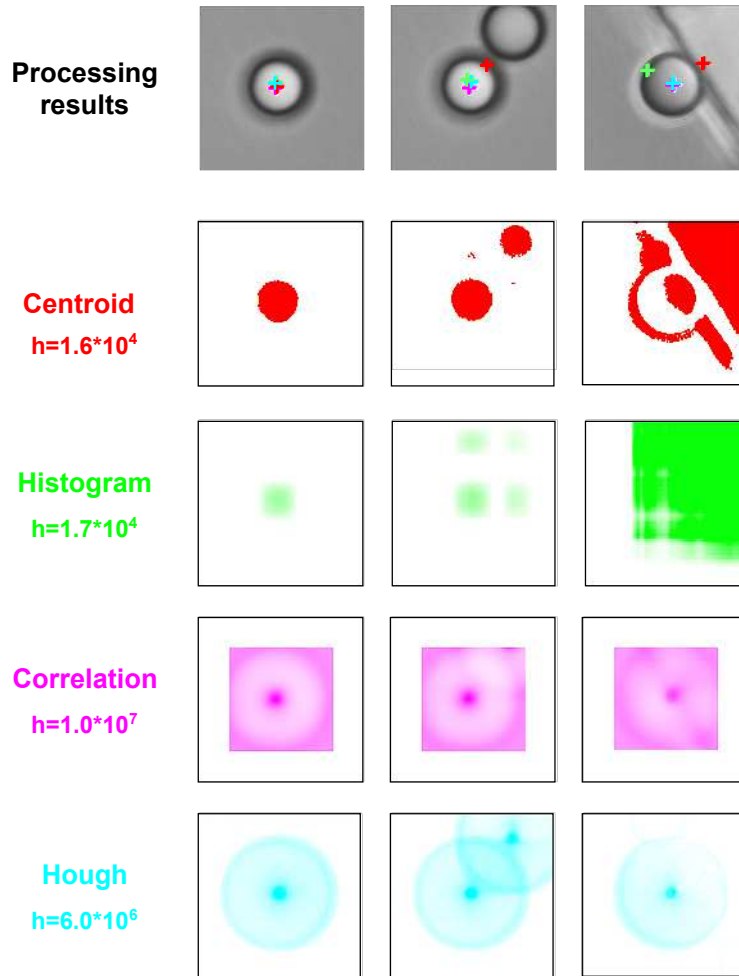 Processing
results
Centroid
h=1.6*10⁴
Histogram
h=1.7*10⁴
Correlation
h=1.0*10⁷
Hough
h=6.0*10⁶